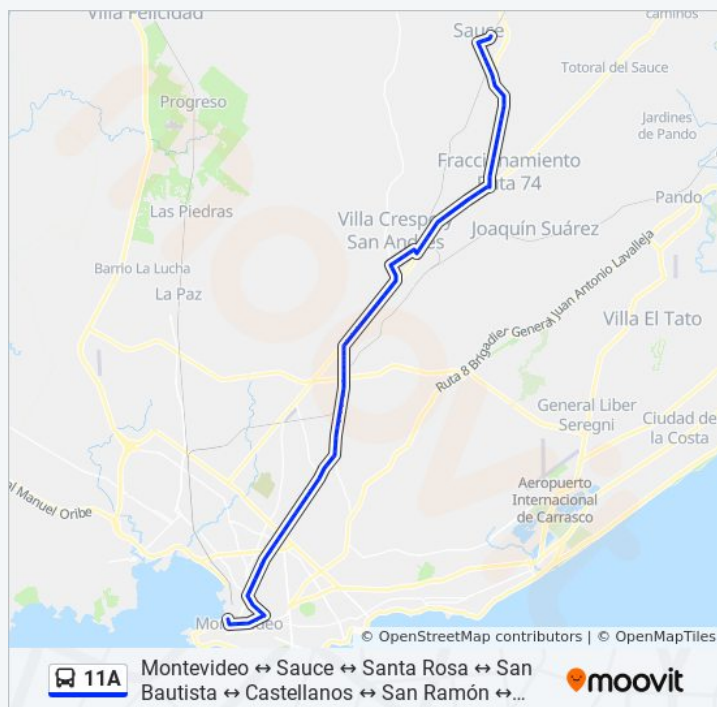 Villa Felicidad
Sauce
caminos
Totoral del Sauce
Progreso
Jardines
de Pando
Fraccionamiento
Ruta 74
Pando
Las Piedras
Villa Crespo y
San Andrés
Joaquín Suárez
Barrio La Lucha
La Paz
Ruta 8 Brigadier General Juan Antonio Lavalleja
Villa El Tato
General Liber
Seregni
Ciudad de
la Costa
Aeropuerto
Internacional
de Carrasco
al Manuel Oribe
Montevideo
© OpenStreetMap contributors | © OpenMapTiles
11A
Montevideo ↔ Sauce ↔ Santa Rosa ↔ San
Bautista ↔ Castellanos ↔ San Ramón ↔...
moovit